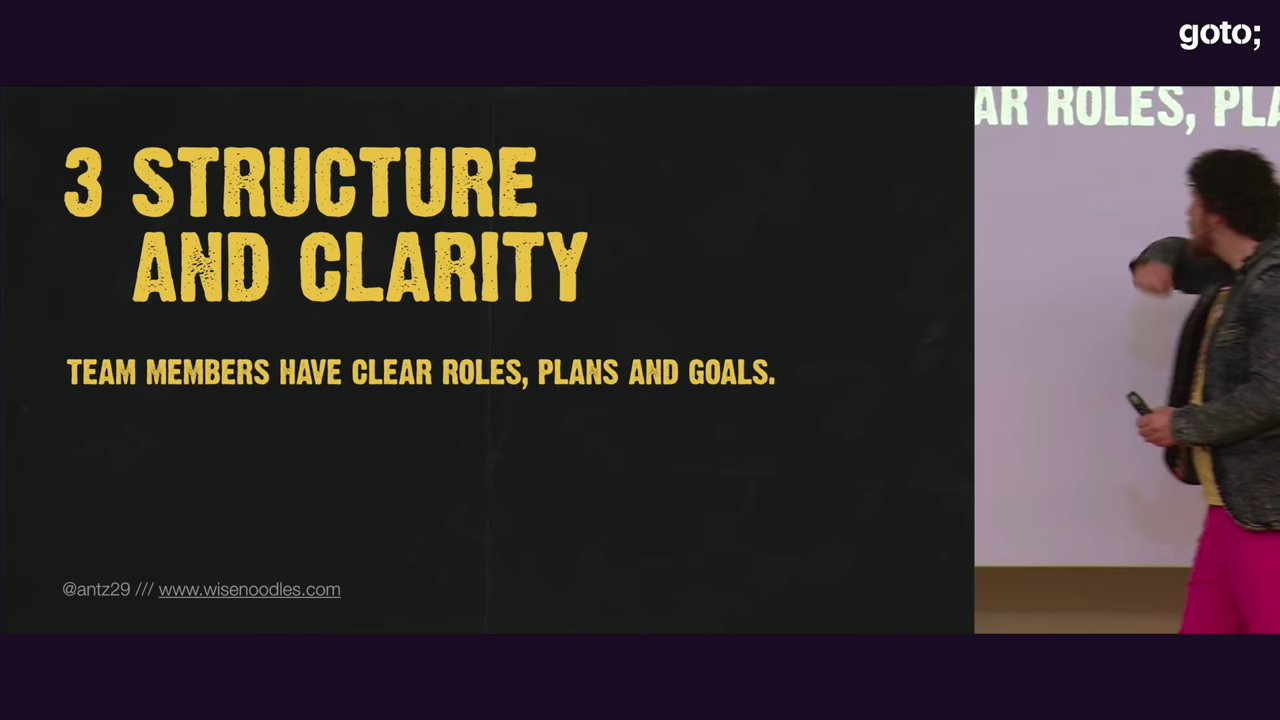 goto;
3 STRUCTURE
AND CLARITY
TEAM MEMBERS HAVE CLEAR ROLES, PLANS AND GOALS.
@antz29 /// www.wisenoodles.com
AR ROLES, PLA